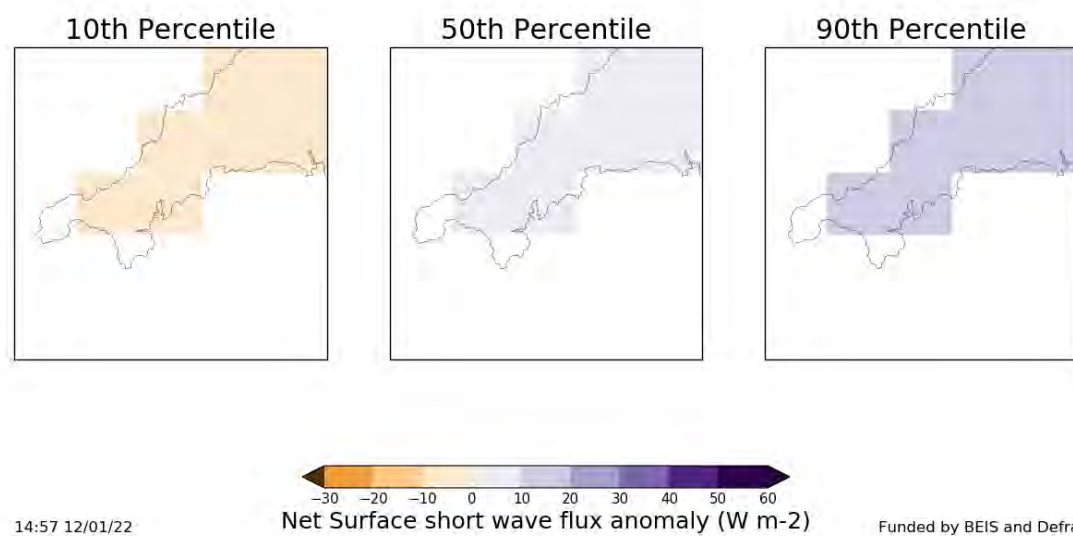 10th Percentile 50th Percentile 90th Percentile
−30 −20 −10 0 10 20 30 40 50 60
Net Surface short wave flux anomaly (W m-2)
14:57 12/01/22 Funded by BEIS and Defra